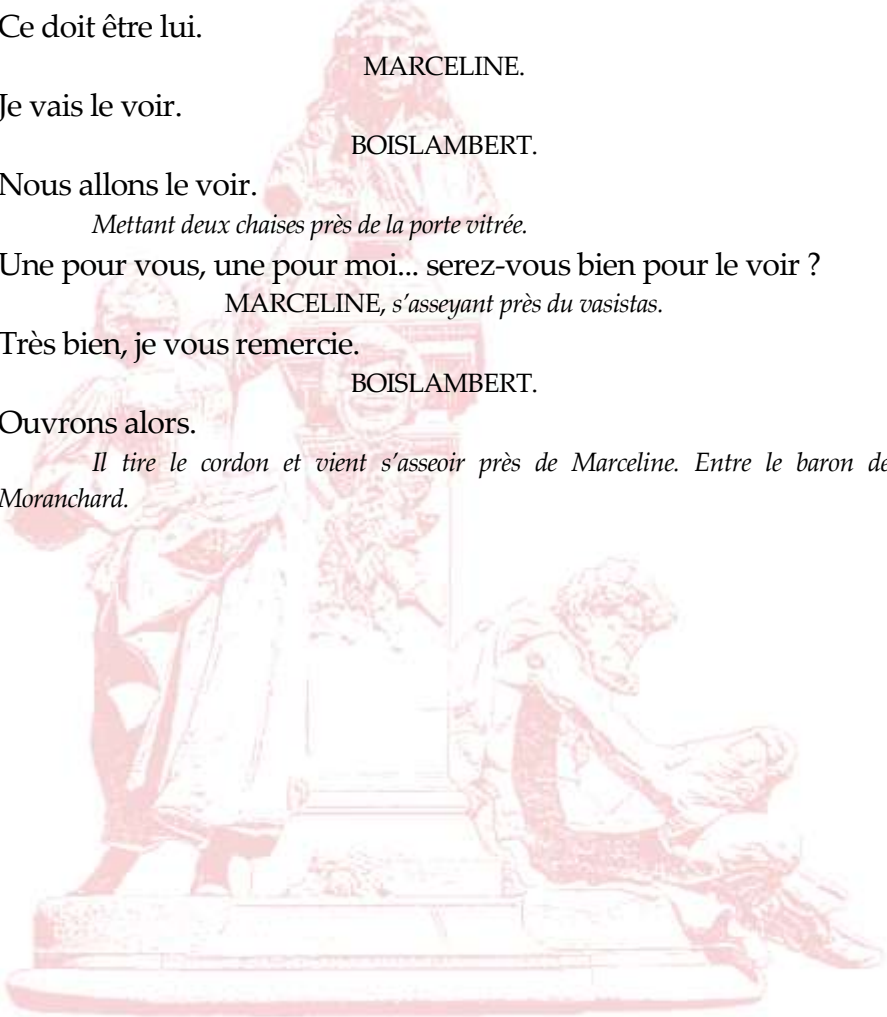 Ce doit être lui.
MARCELINE.
Je vais le voir.
BOISLAMBERT.
Nous allons le voir.
Mettant deux chaises près de la porte vitrée.
Une pour vous, une pour moi... serez-vous bien pour le voir ?
MARCELINE, s’asseyant près du vasistas.
Très bien, je vous remercie.
BOISLAMBERT.
Ouvrons alors.
Il tire le cordon et vient s’asseoir près de Marceline. Entre le baron de
Moranchard.